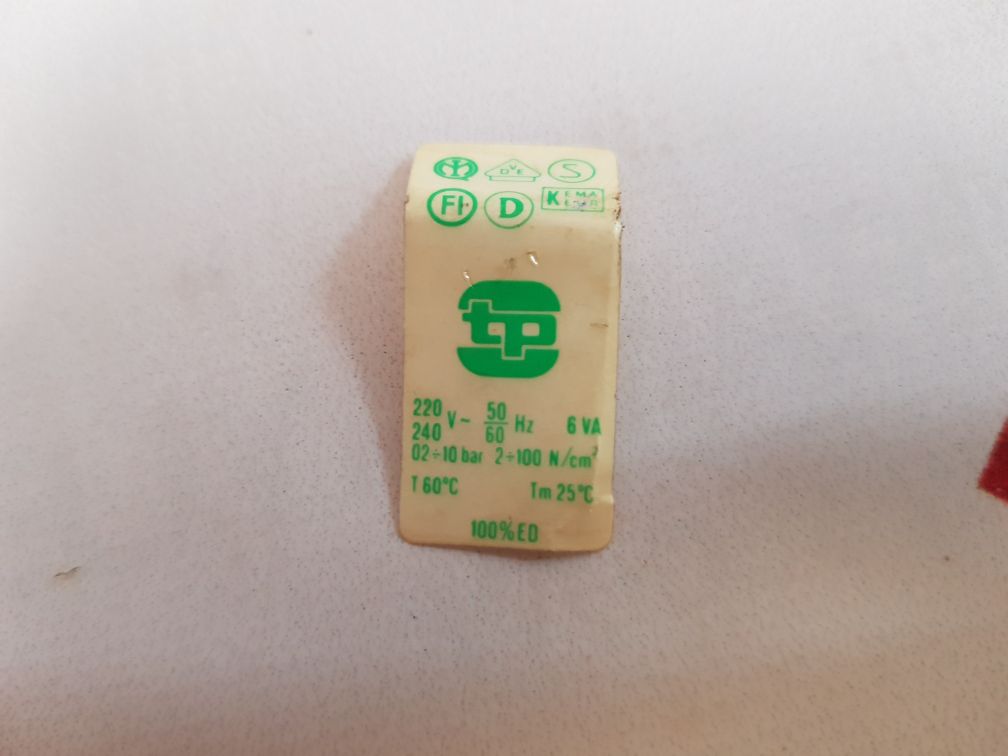 VDE S
FI D KEMA KEUR
tp
220 240 V~ 50/60 Hz 6 VA
02÷10 bar 2÷100 N/cm²
T 60°C Tm 25°C
100%ED